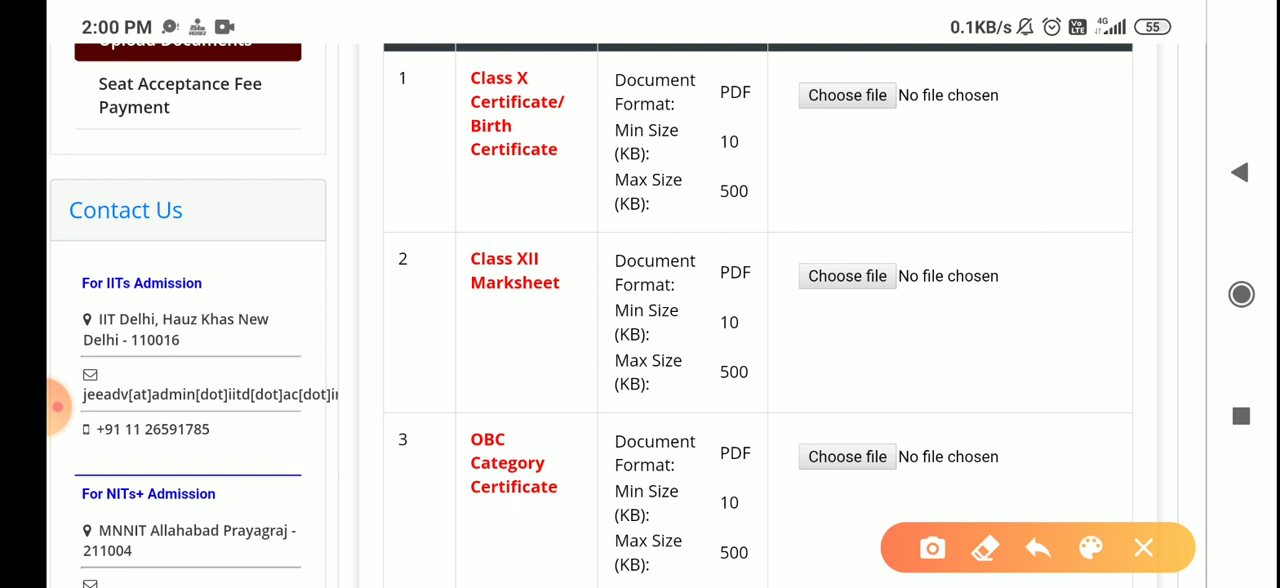 2:00 PM
0.1KB/s
4G
Vo LTE
55
Upload Documents
Seat Acceptance Fee
Payment
Contact Us
For IITs Admission
IIT Delhi, Hauz Khas New
Delhi - 110016
jeeadv[at]admin[dot]iitd[dot]ac[dot]in
+91 11 26591785
For NITs+ Admission
MNNIT Allahabad Prayagraj -
211004
1
Class X
Certificate/
Birth
Certificate
Document
Format:
PDF
Min Size
(KB):
10
Max Size
(KB):
500
Choose file No file chosen
2
Class XII
Marksheet
Document
Format:
PDF
Min Size
(KB):
10
Max Size
(KB):
500
Choose file No file chosen
3
OBC
Category
Certificate
Document
Format:
PDF
Min Size
(KB):
10
Max Size
(KB):
500
Choose file No file chosen